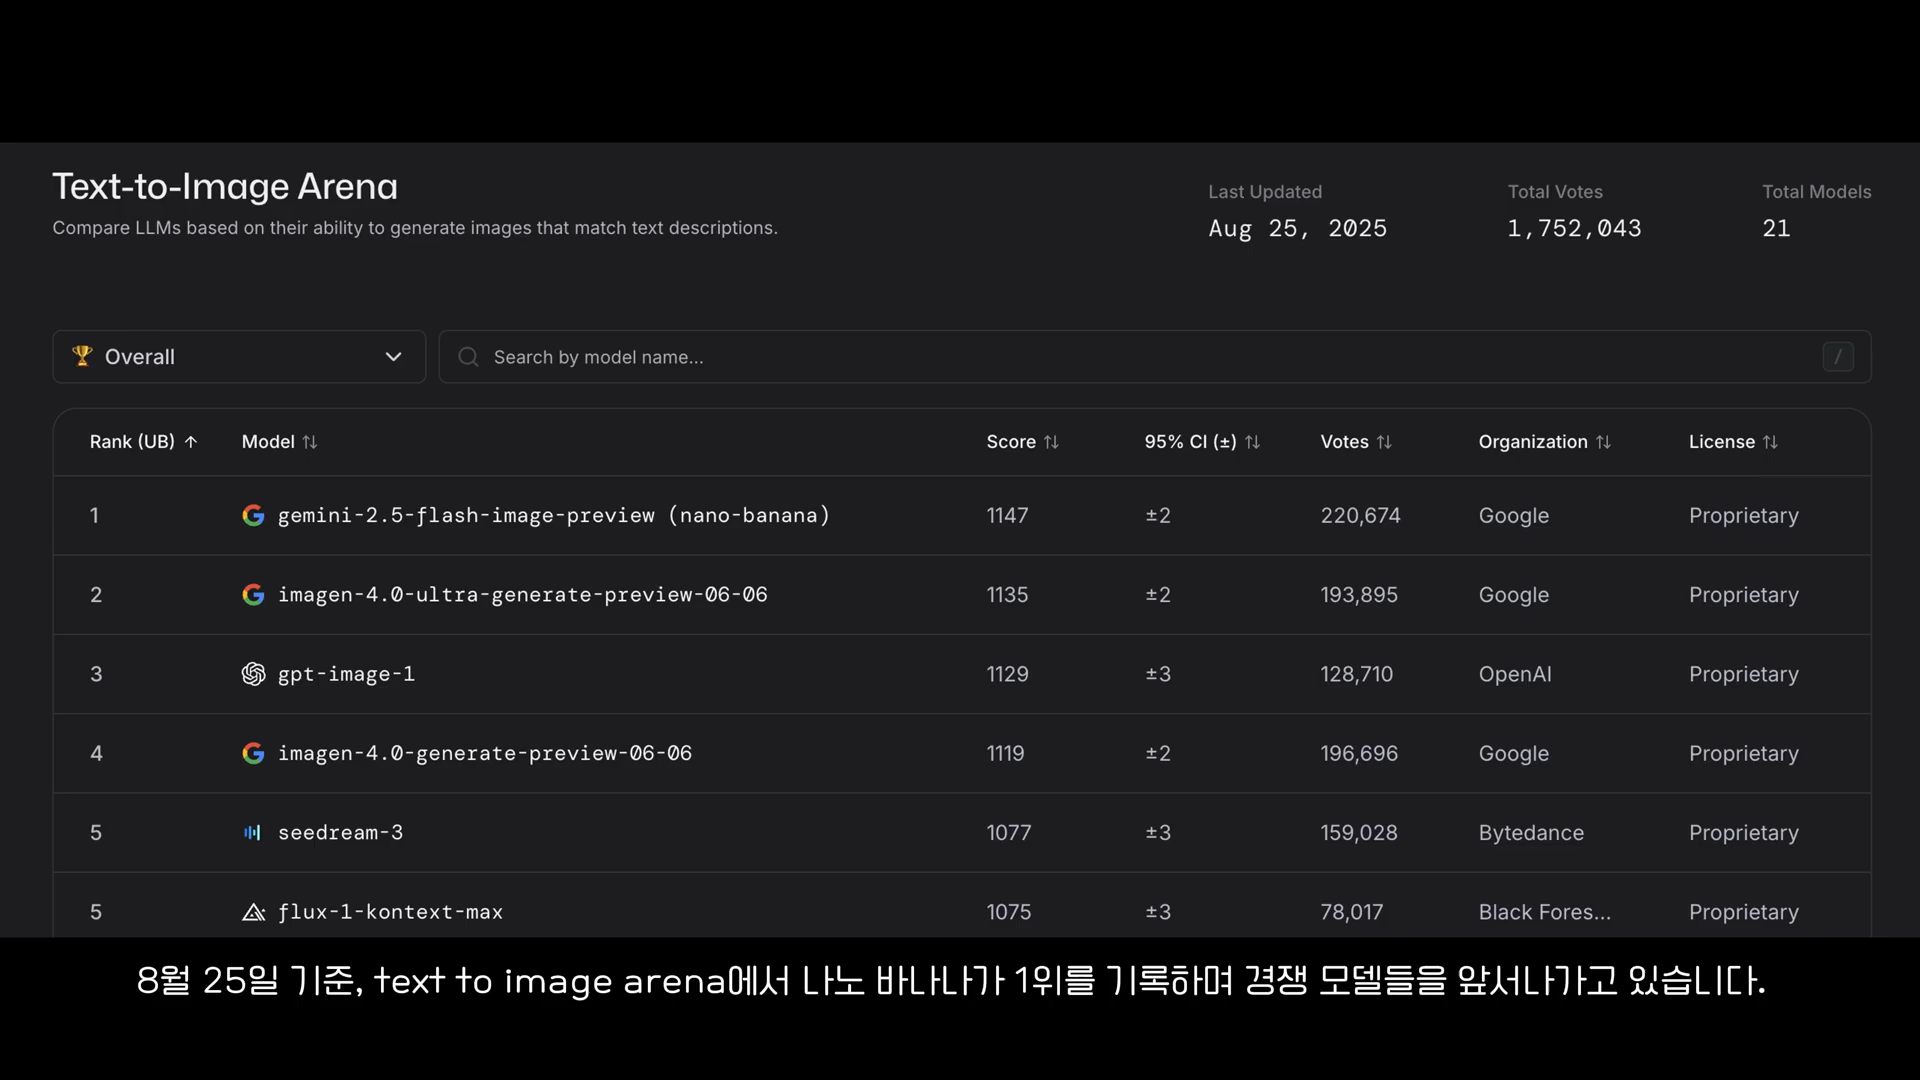 Text-to-Image Arena
Compare LLMs based on their ability to generate images that match text descriptions.
Last Updated Total Votes Total Models
Aug 25, 2025 1,752,043 21
🏆 Overall Search by model name... /
Rank (UB) ↑ Model ↑↓ Score ↑↓ 95% CI (±) ↑↓ Votes ↑↓ Organization ↑↓ License ↑↓
1 gemini-2.5-flash-image-preview (nano-banana) 1147 ±2 220,674 Google Proprietary
2 imagen-4.0-ultra-generate-preview-06-06 1135 ±2 193,895 Google Proprietary
3 gpt-image-1 1129 ±3 128,710 OpenAI Proprietary
4 imagen-4.0-generate-preview-06-06 1119 ±2 196,696 Google Proprietary
5 seedream-3 1077 ±3 159,028 Bytedance Proprietary
5 flux-1-kontext-max 1075 ±3 78,017 Black Fores... Proprietary
8월 25일 기준, text to image arena에서 나노 바나나가 1위를 기록하며 경쟁 모델들을 앞서나가고 있습니다.